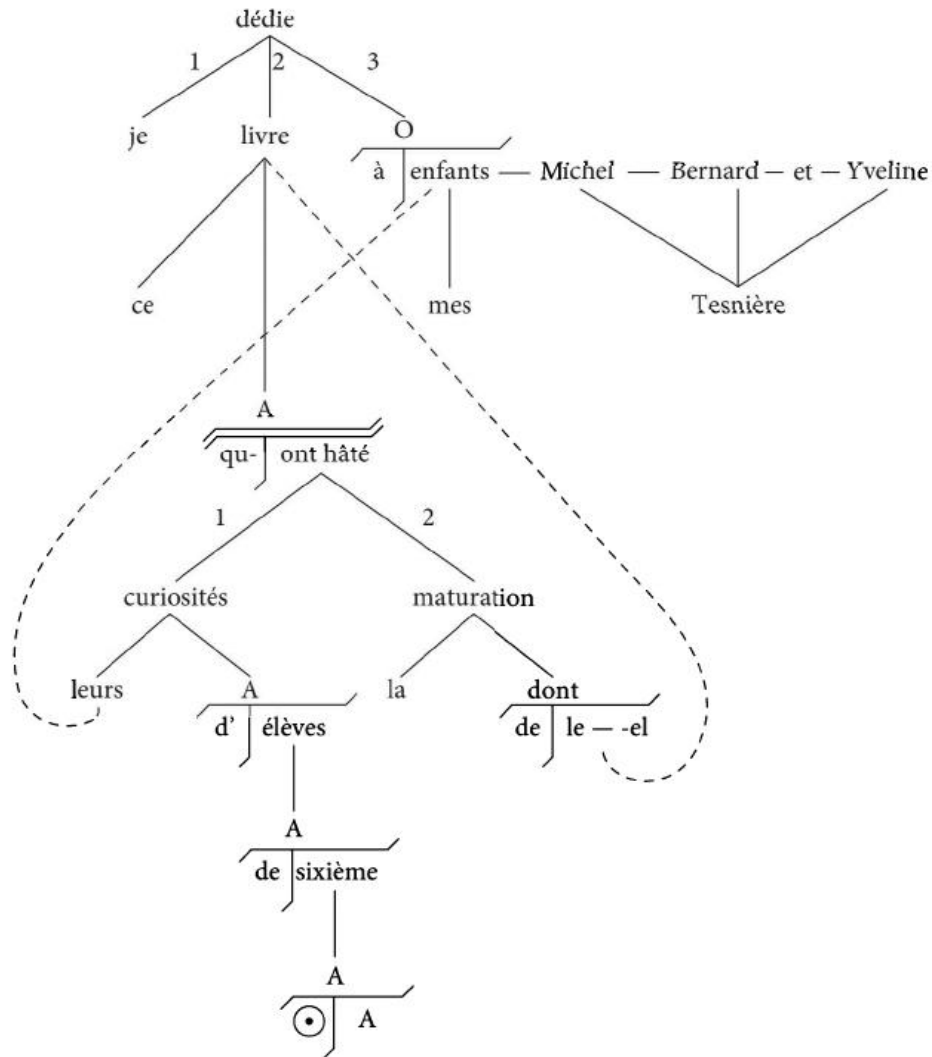 dédie
1 2 3
je livre O
à enfants — Michel — Bernard — et — Yveline
ce mes Tesnière
A
qu- ont hâté
1 2
curiosités maturation
leurs A la dont
d' élèves de le — -el
A
de sixième
A
A